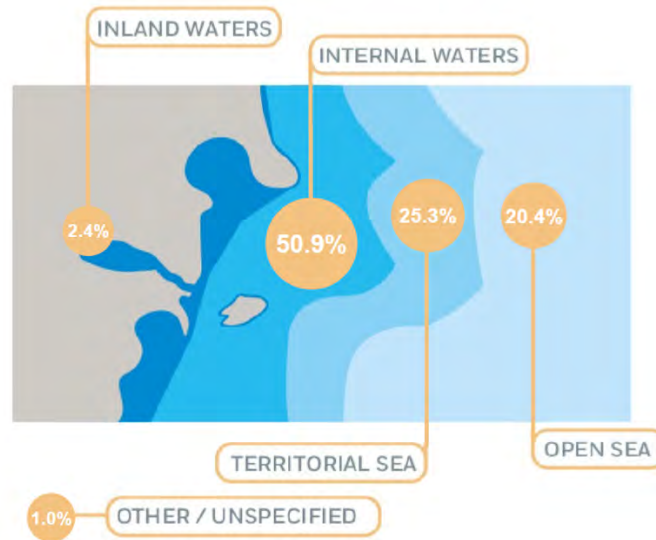 INLAND WATERS
INTERNAL WATERS
2.4%
50.9%
25.3%
20.4%
TERRITORIAL SEA
OPEN SEA
1.0%
OTHER / UNSPECIFIED